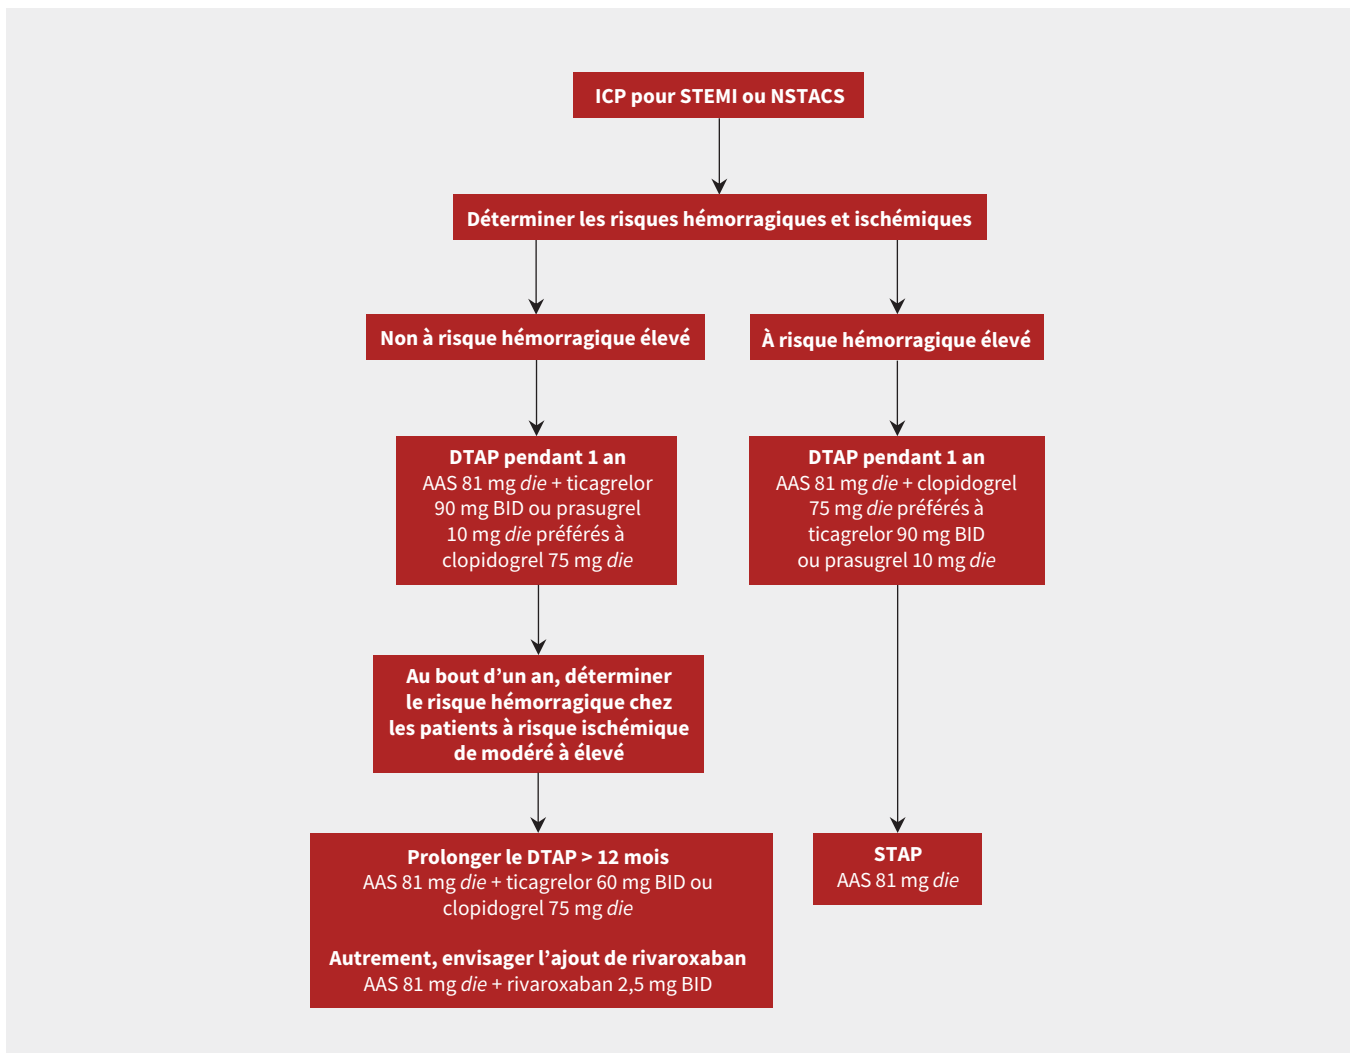 ICP pour STEMI ou NSTACS
Déterminer les risques hémorragiques et ischémiques
Non à risque hémorragique élevé
À risque hémorragique élevé
DTAP pendant 1 an
AAS 81 mg die + ticagrelor
90 mg BID ou prasugrel
10 mg die préférés à
clopidogrel 75 mg die
DTAP pendant 1 an
AAS 81 mg die + clopidogrel
75 mg die préférés à
ticagrelor 90 mg BID
ou prasugrel 10 mg die
Au bout d’un an, déterminer
le risque hémorragique chez
les patients à risque ischémique
de modéré à élevé
Prolonger le DTAP > 12 mois
AAS 81 mg die + ticagrelor 60 mg BID ou
clopidogrel 75 mg die
Autrement, envisager l’ajout de rivaroxaban
AAS 81 mg die + rivaroxaban 2,5 mg BID
STAP
AAS 81 mg die